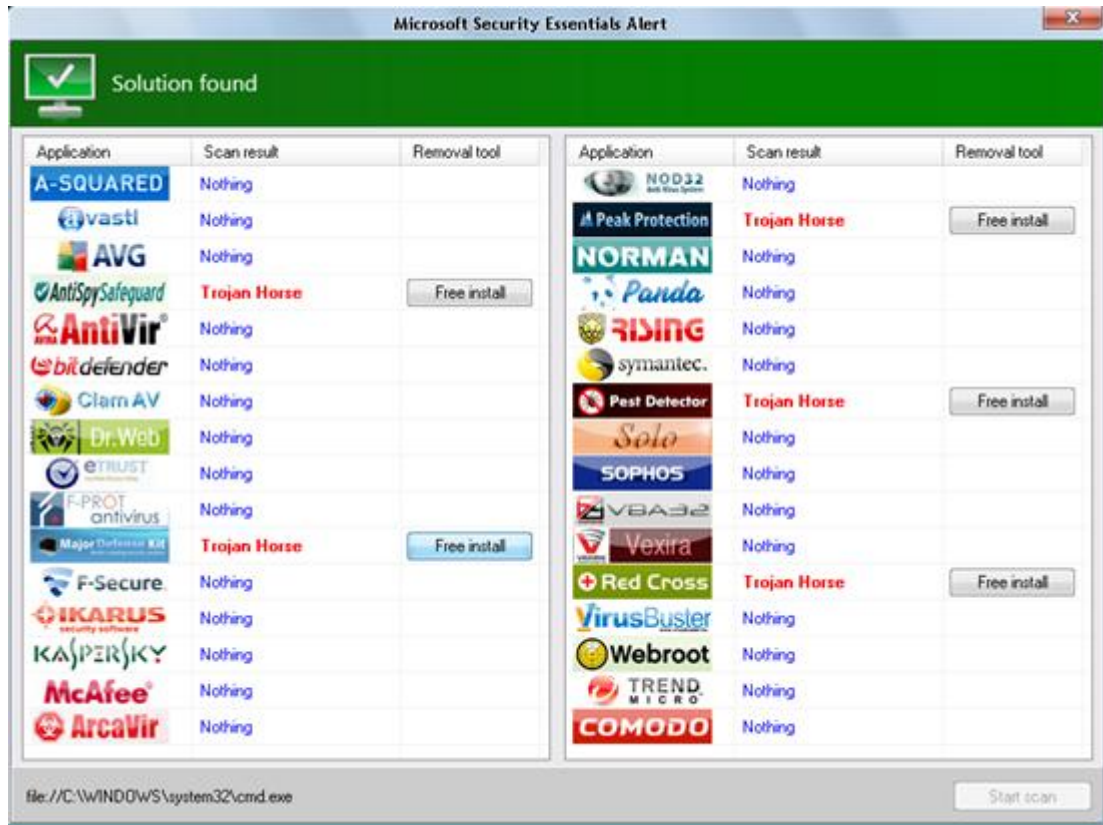 Microsoft Security Essentials Alert
Solution found
Application Scan result Removal tool
A-SQUARED Nothing
avast! Nothing
AVG Nothing
AntiSpySafeguard Trojan Horse Free install
AntiVir Nothing
bitdefender Nothing
Clam AV Nothing
Dr.Web Nothing
eTRUST Nothing
F-PROT antivirus Nothing
Major Defense Kit Trojan Horse Free install
F-Secure Nothing
IKARUS security software Nothing
KASPERSKY Nothing
McAfee Nothing
ArcaVir Nothing
Application Scan result Removal tool
NOD32 Nothing
Peak Protection Trojan Horse Free install
NORMAN Nothing
Panda Nothing
RISING Nothing
symantec. Nothing
Pest Detector Trojan Horse Free install
Solo Nothing
SOPHOS Nothing
VBA32 Nothing
Vexira Nothing
Red Cross Trojan Horse Free install
VirusBuster Nothing
Webroot Nothing
TREND MICRO Nothing
COMODO Nothing
file://C:\WINDOWS\system32\cmd.exe
Start scan